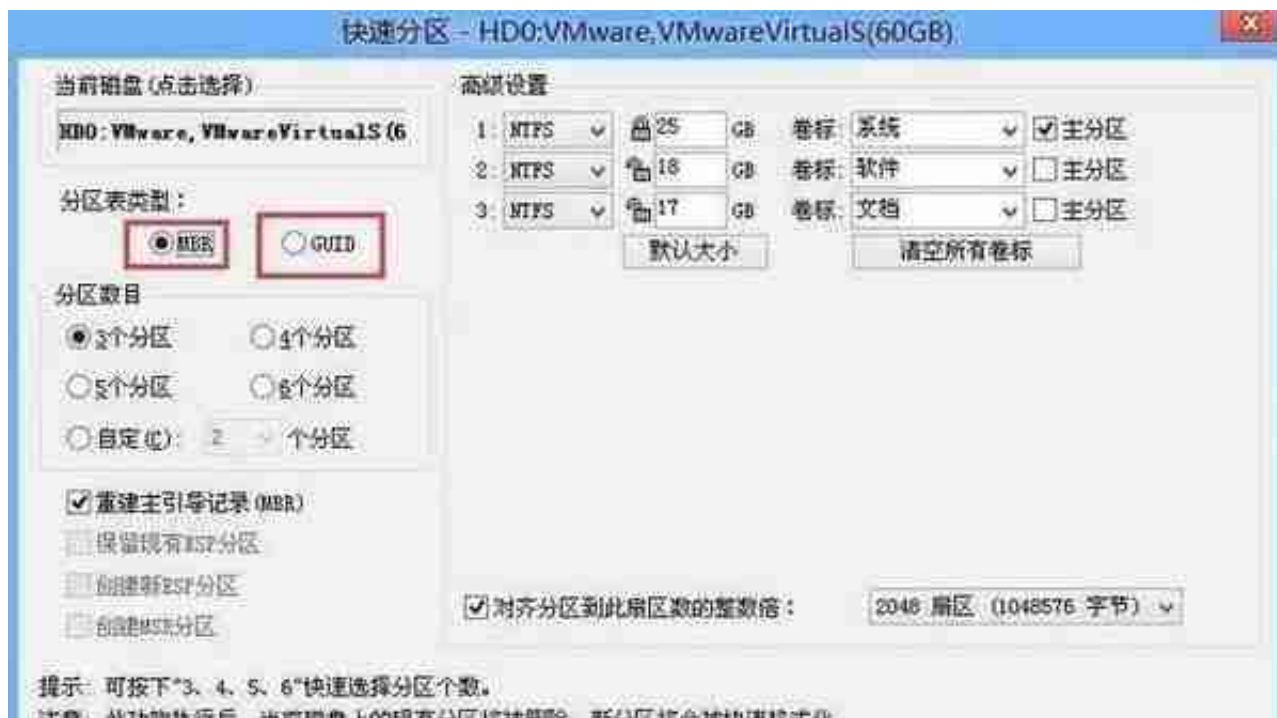 快速分区 - HD0:VMware,VMwareVirtualS(60GB)
当前磁盘(点击选择)
HD0:VMware,VMwareVirtualS(6
分区表类型:
MBR
GUID
分区数目
3个分区
4个分区
5个分区
6个分区
自定(C): 2 个分区
重建主引导记录(MBR)
保留现有ESP分区
创建新ESP分区
创建MSR分区
高级设置
1: NTFS 25 GB 卷标: 系统 主分区
2: NTFS 18 GB 卷标: 软件 主分区
3: NTFS 17 GB 卷标: 文档 主分区
默认大小
清空所有卷标
对齐分区到此扇区数的整数倍:
2048 扇区 (1048576 字节)
提示: 可按下"3、4、5、6"快速选择分区个数。